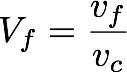 V_f = \frac{v_f}{v_c}